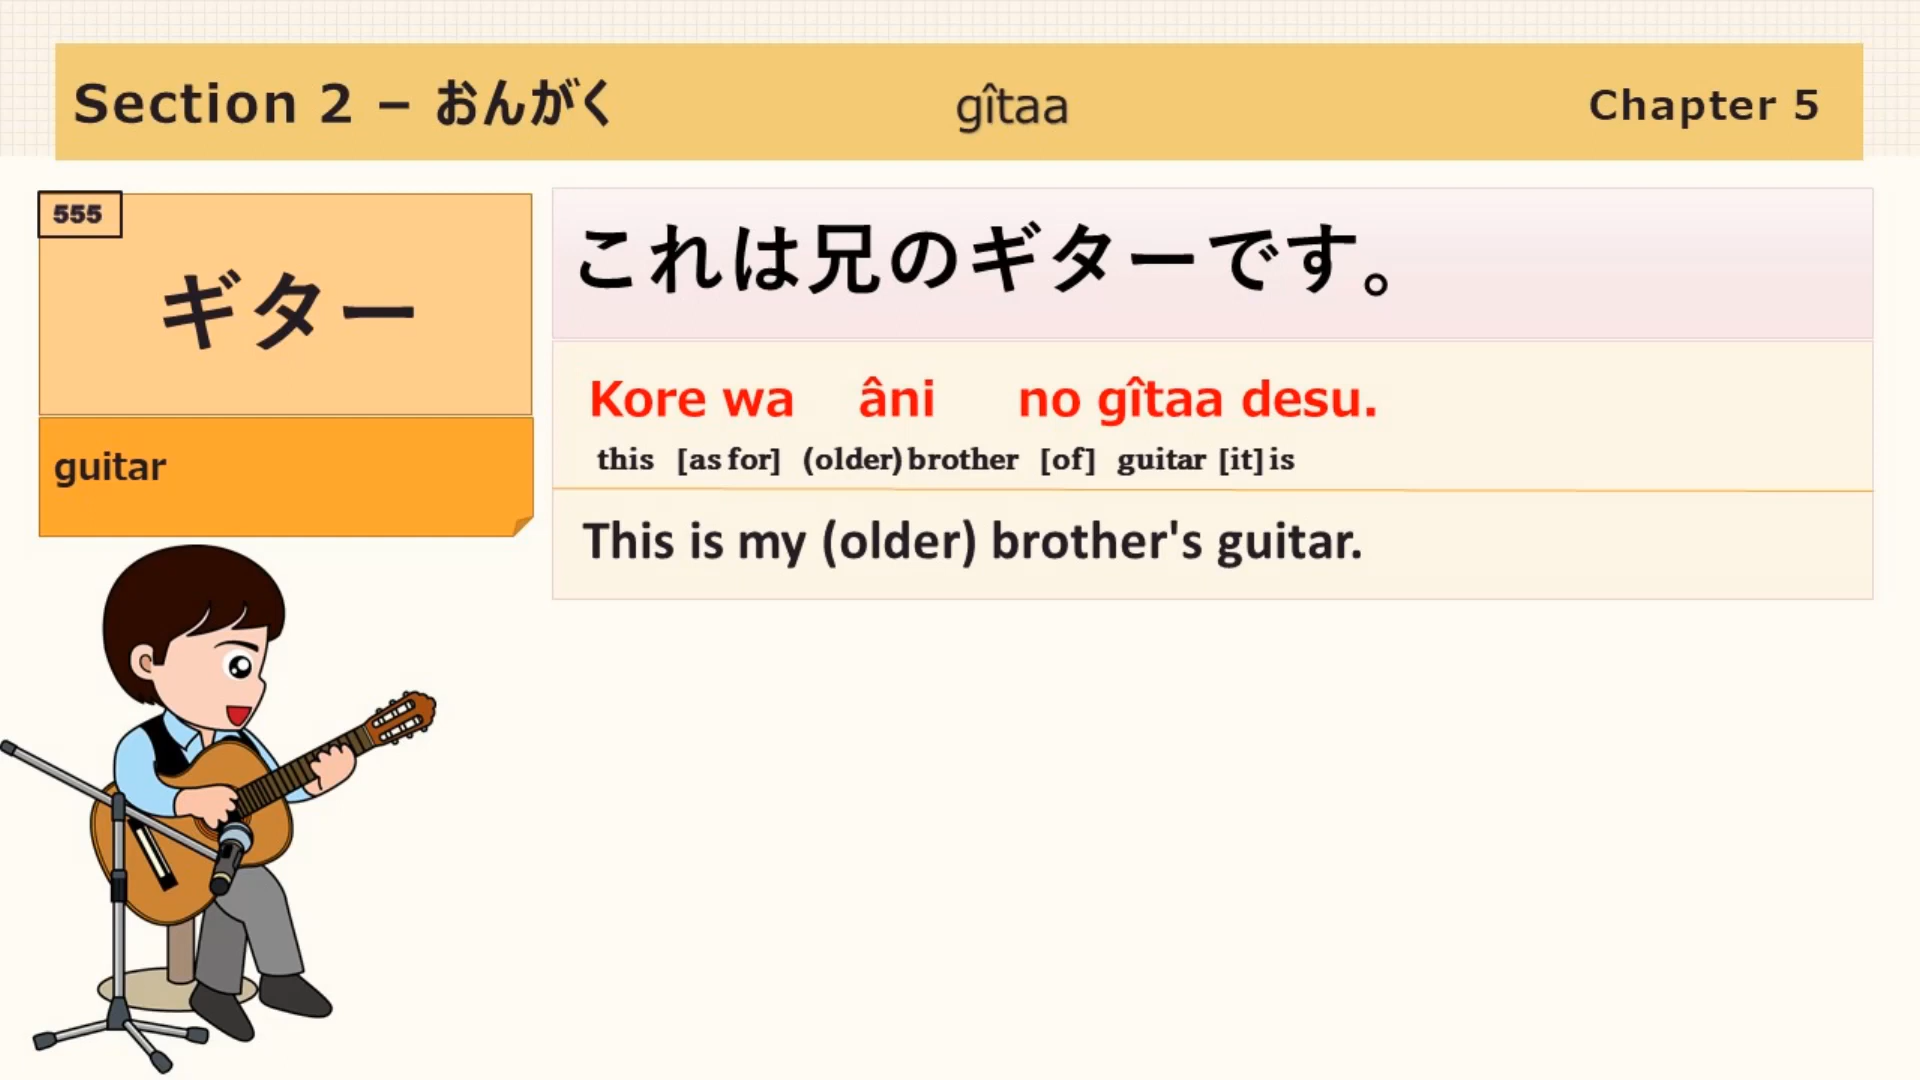 Section 2 – おんがく
gîtaa
Chapter 5
555
ギター
guitar
これは兄のギターです。
Kore wa âni no gîtaa desu.
this [as for] (older) brother [of] guitar [it] is
This is my (older) brother's guitar.